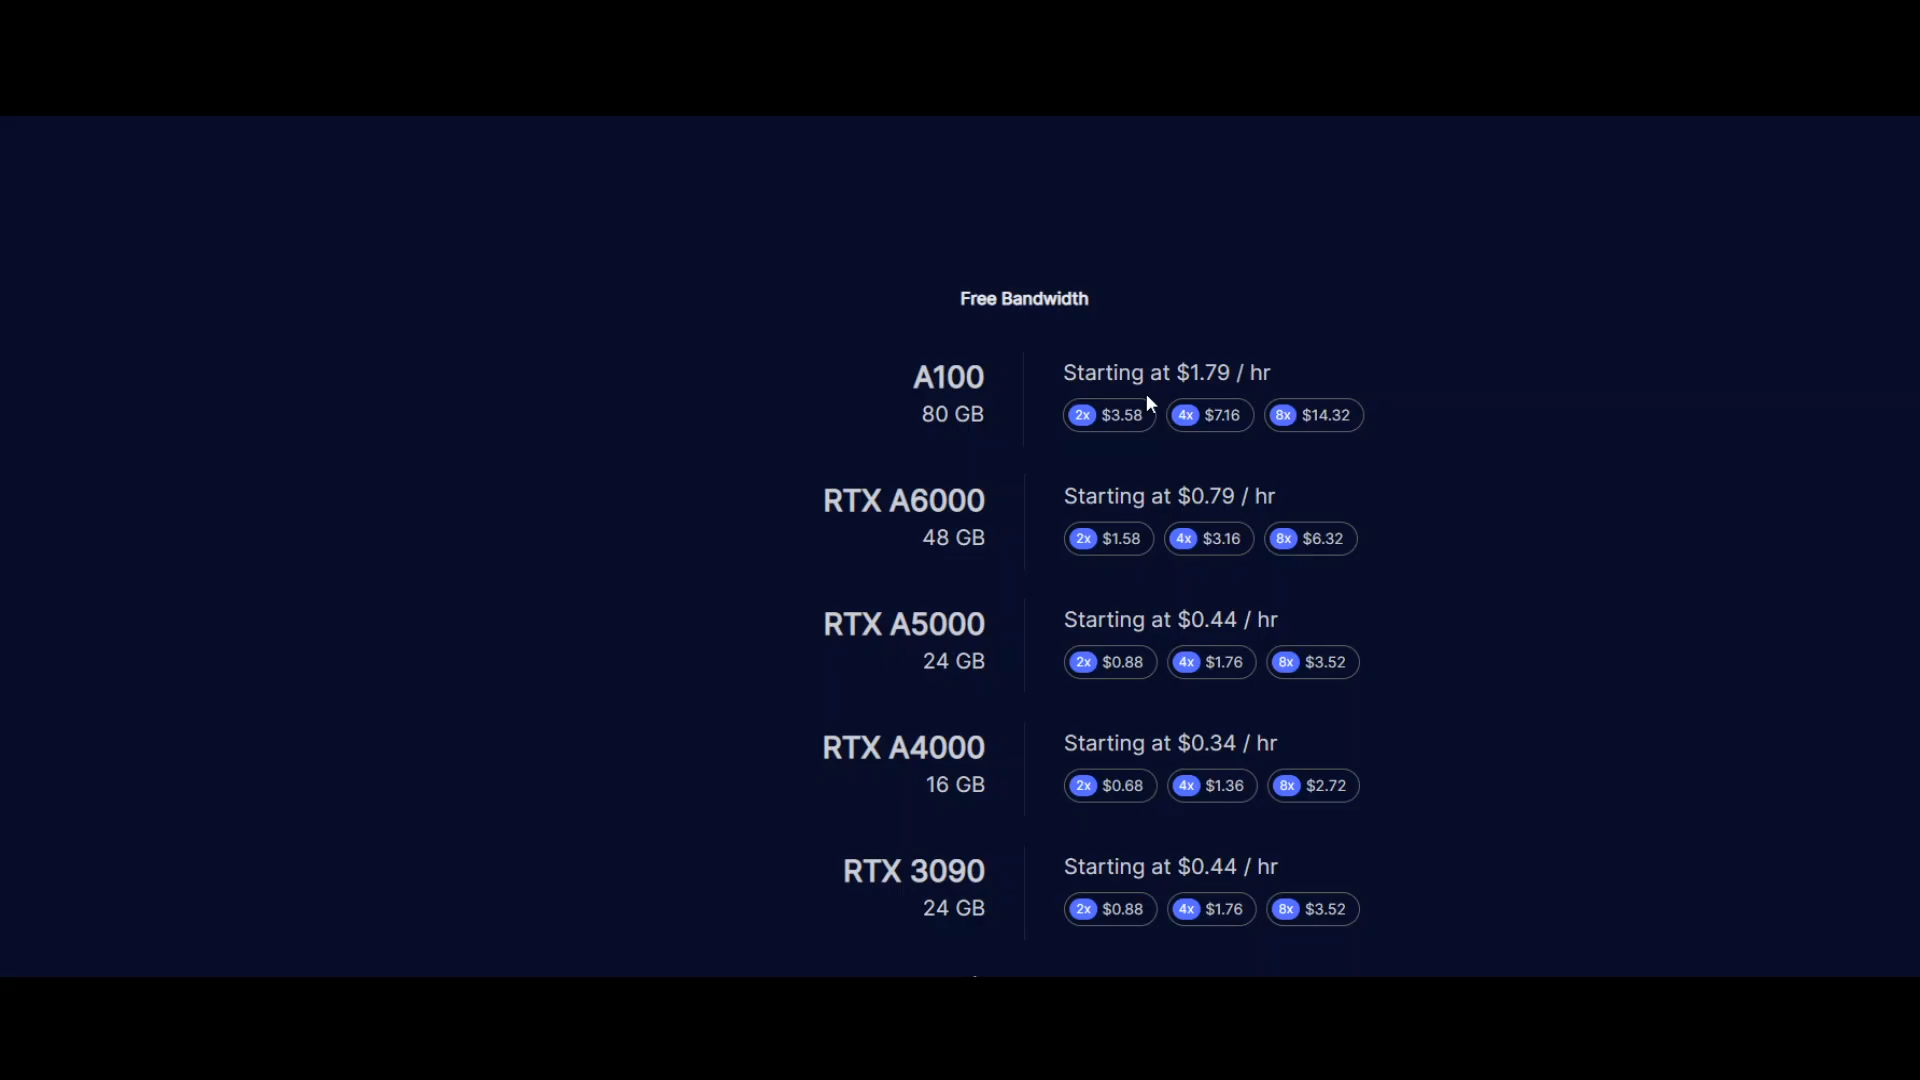 Free Bandwidth
A100
80 GB
Starting at $1.79 / hr
2x $3.58 4x $7.16 8x $14.32
RTX A6000
48 GB
Starting at $0.79 / hr
2x $1.58 4x $3.16 8x $6.32
RTX A5000
24 GB
Starting at $0.44 / hr
2x $0.88 4x $1.76 8x $3.52
RTX A4000
16 GB
Starting at $0.34 / hr
2x $0.68 4x $1.36 8x $2.72
RTX 3090
24 GB
Starting at $0.44 / hr
2x $0.88 4x $1.76 8x $3.52